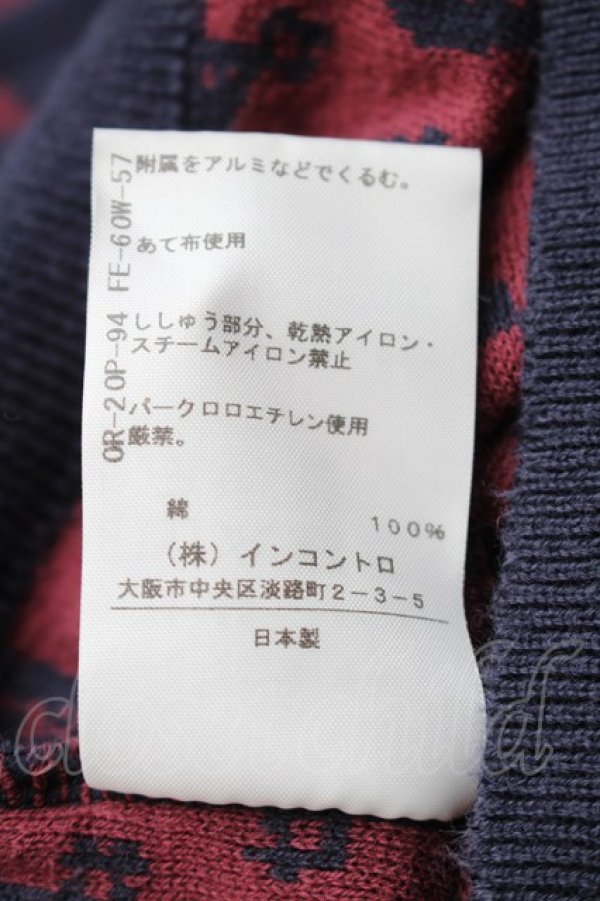 附属をアルミなどでくるむ。
あて布使用
ししゅう部分、乾熱アイロン・
スチームアイロン禁止
パークロロエチレン使用
厳禁。
綿 100%
(株)インコントロ
大阪市中央区淡路町2-3-5
日本製
OR-20P-94 FE-60W-57